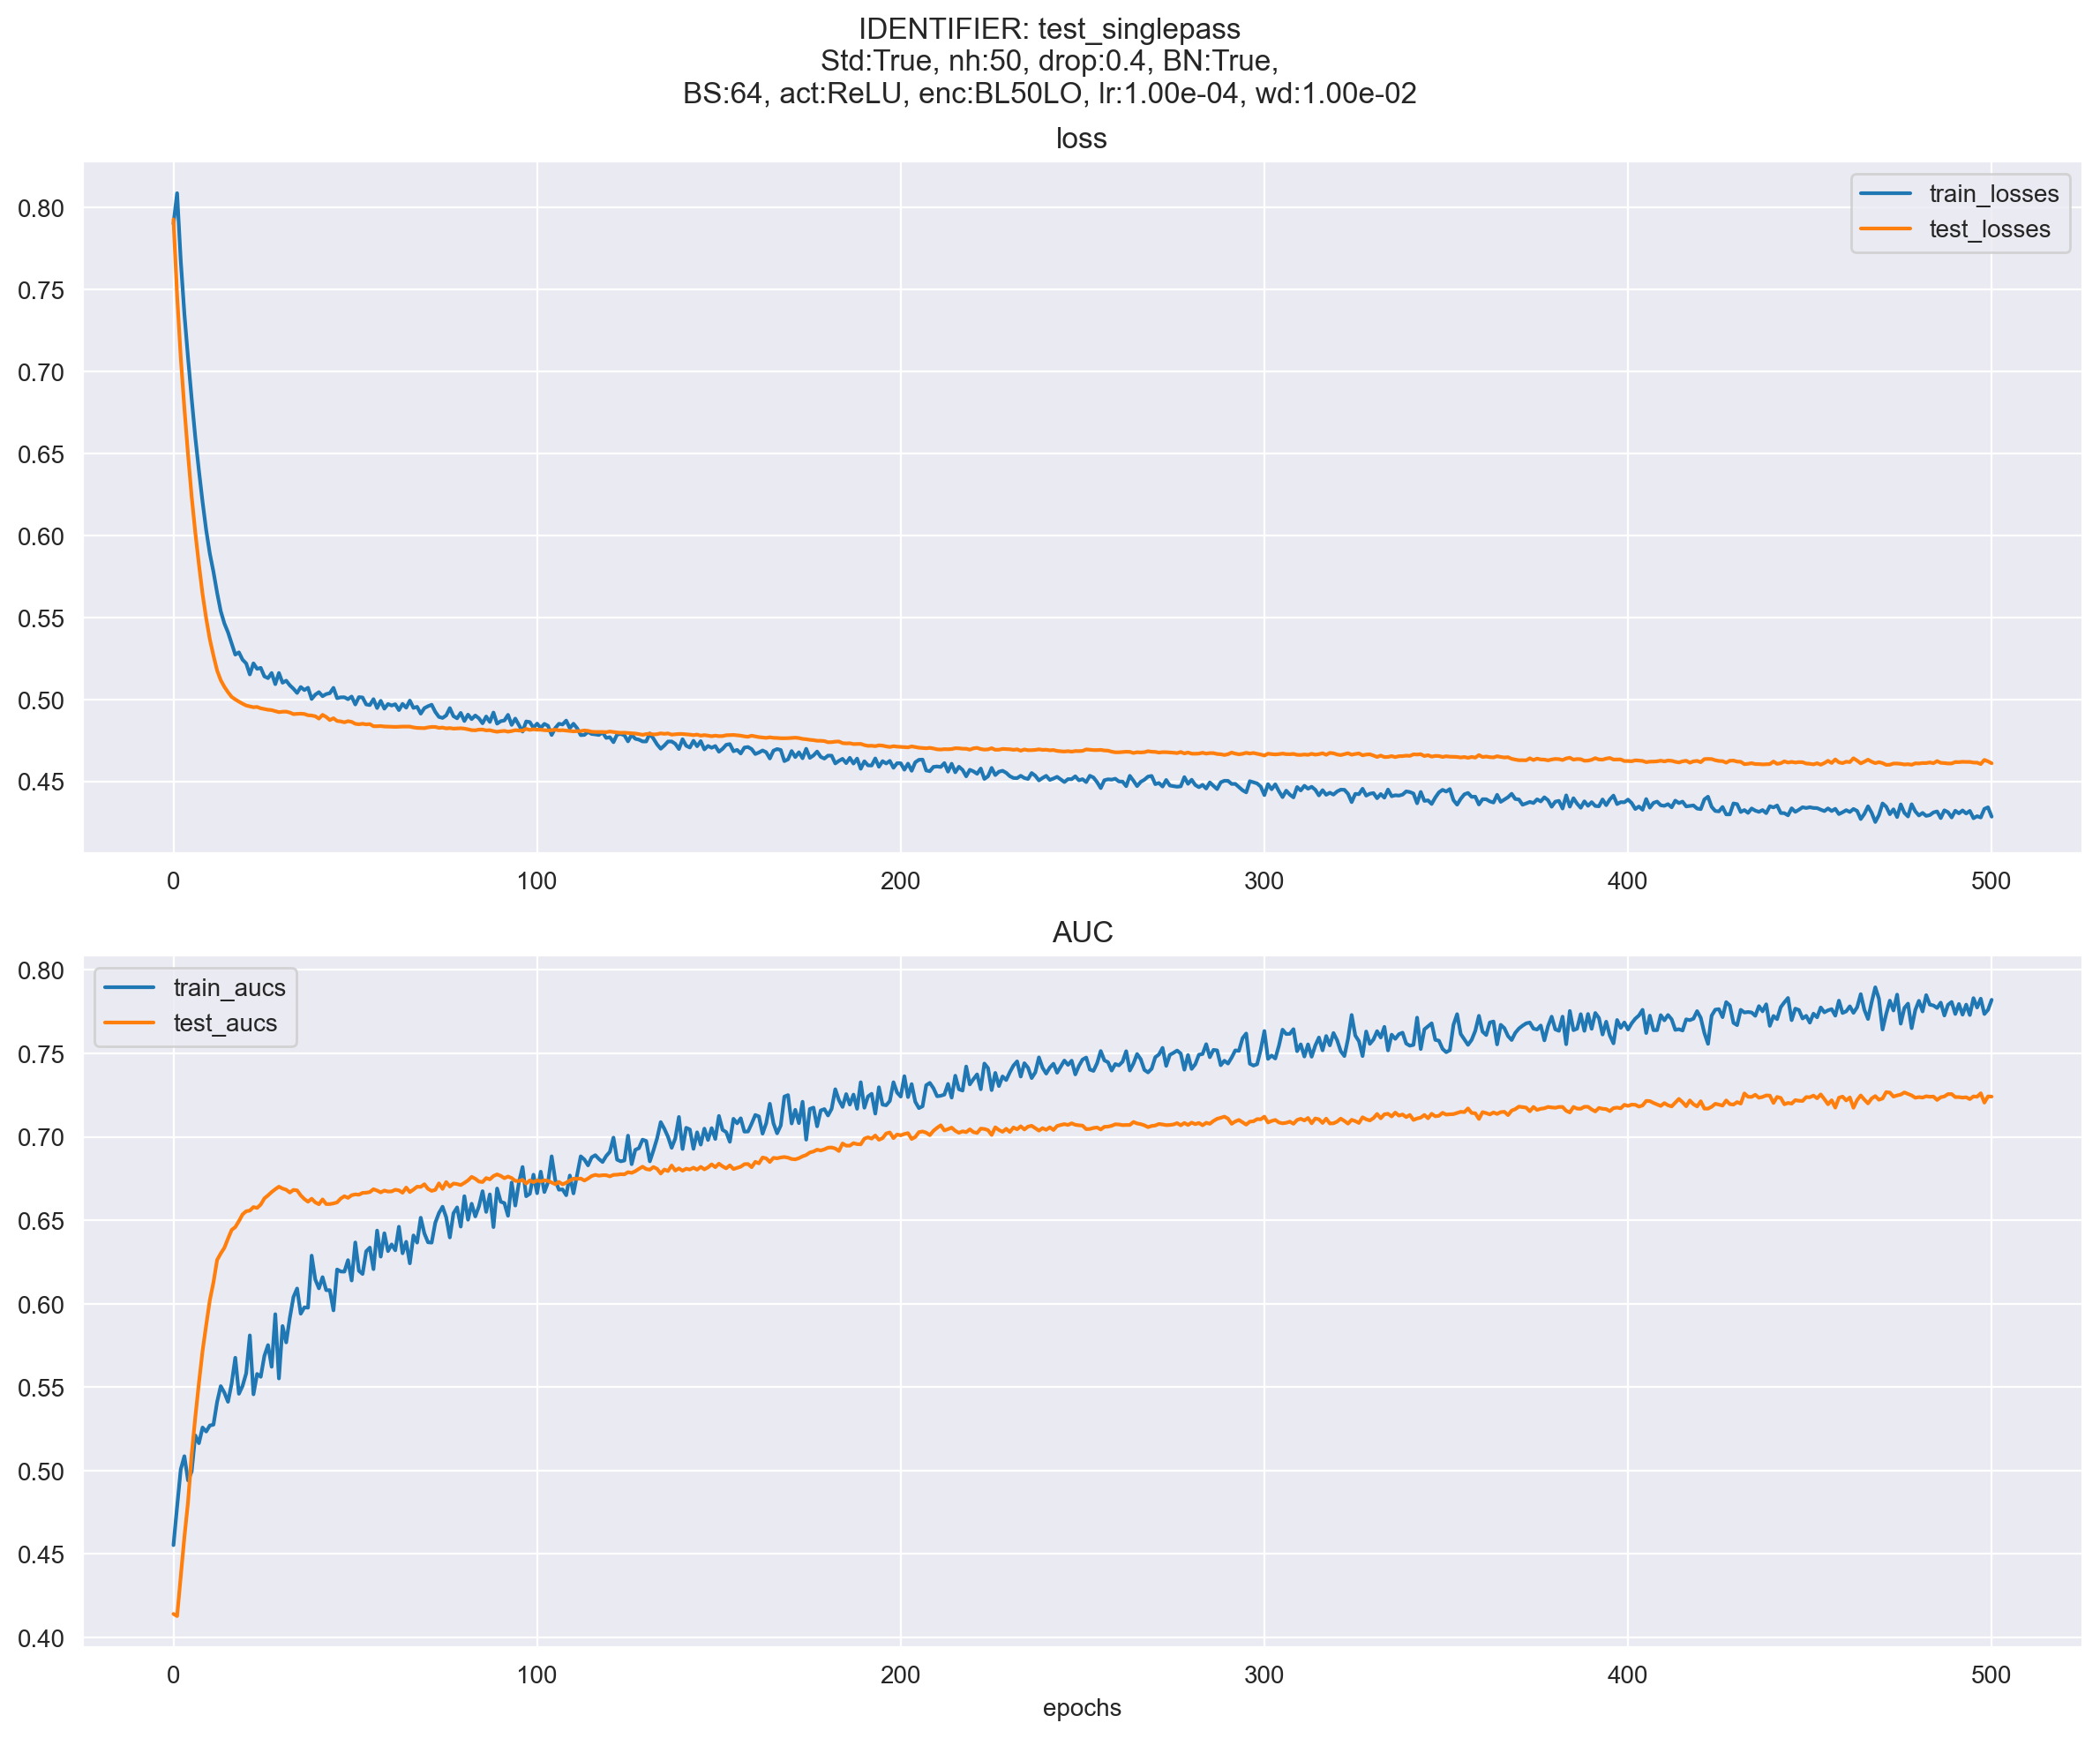 IDENTIFIER: test_singlepass
Std:True, nh:50, drop:0.4, BN:True,
BS:64, act:ReLU, enc:BL50LO, lr:1.00e-04, wd:1.00e-02
loss
train_losses
test_losses
0.80
0.75
0.70
0.65
0.60
0.55
0.50
0.45
0 100 200 300 400 500
AUC
train_aucs
test_aucs
0.80
0.75
0.70
0.65
0.60
0.55
0.50
0.45
0.40
0 100 200 300 400 500
epochs